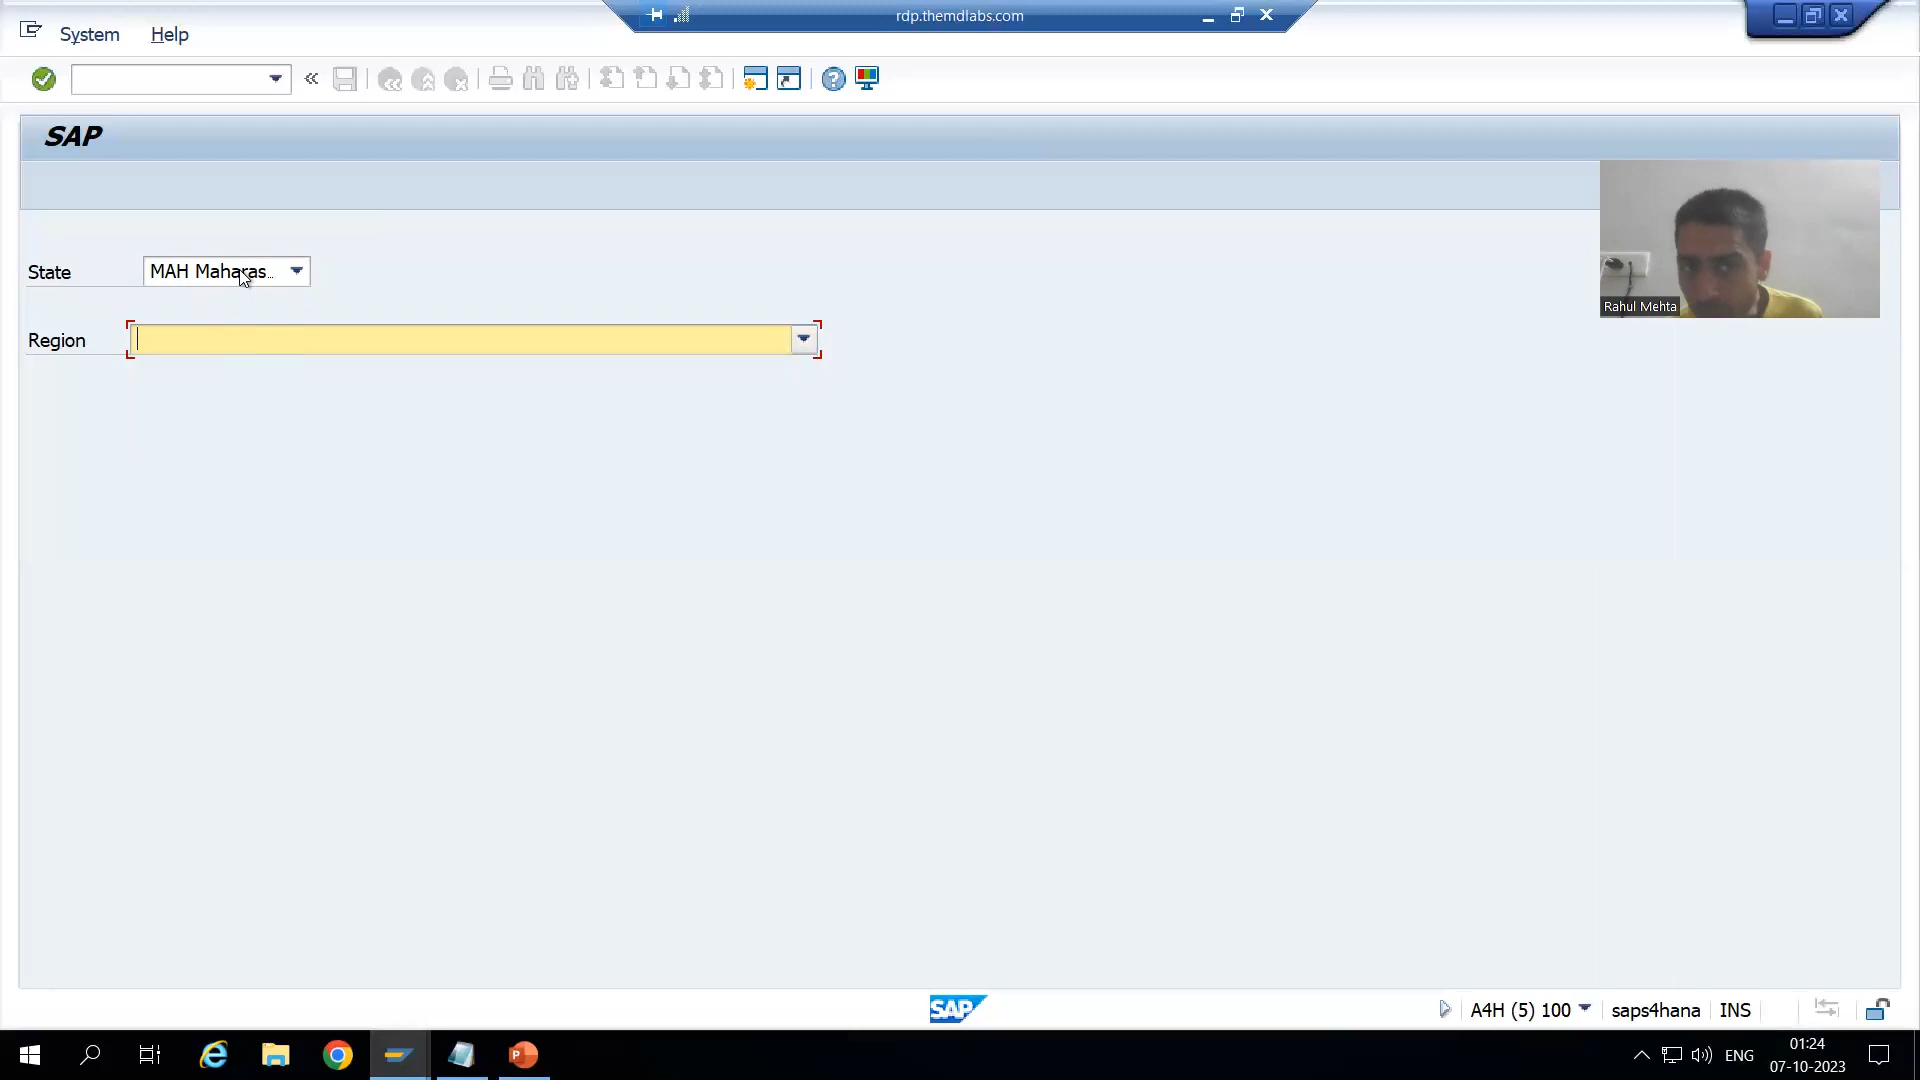 rdp.themdlabs.com
System Help
SAP
State MAH Maharas...
Region
Rahul Mehta
SAP
A4H (5) 100 saps4hana INS
ENG
01:24
07-10-2023